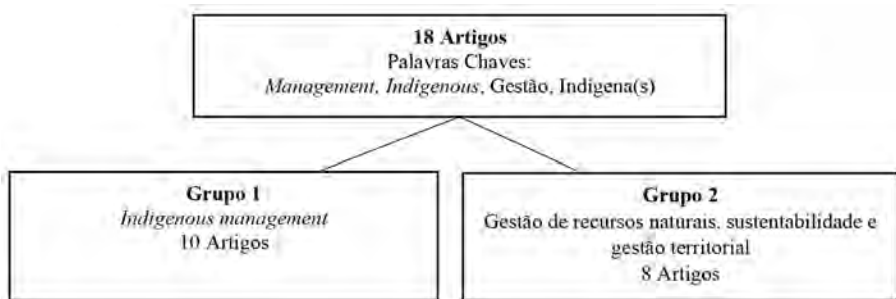 18 Artigos
Palavras Chaves:
Management, Indigenous, Gestão, Indígena(s)
Grupo 1
Indigenous management
10 Artigos
Grupo 2
Gestão de recursos naturais, sustentabilidade e
gestão territorial
8 Artigos